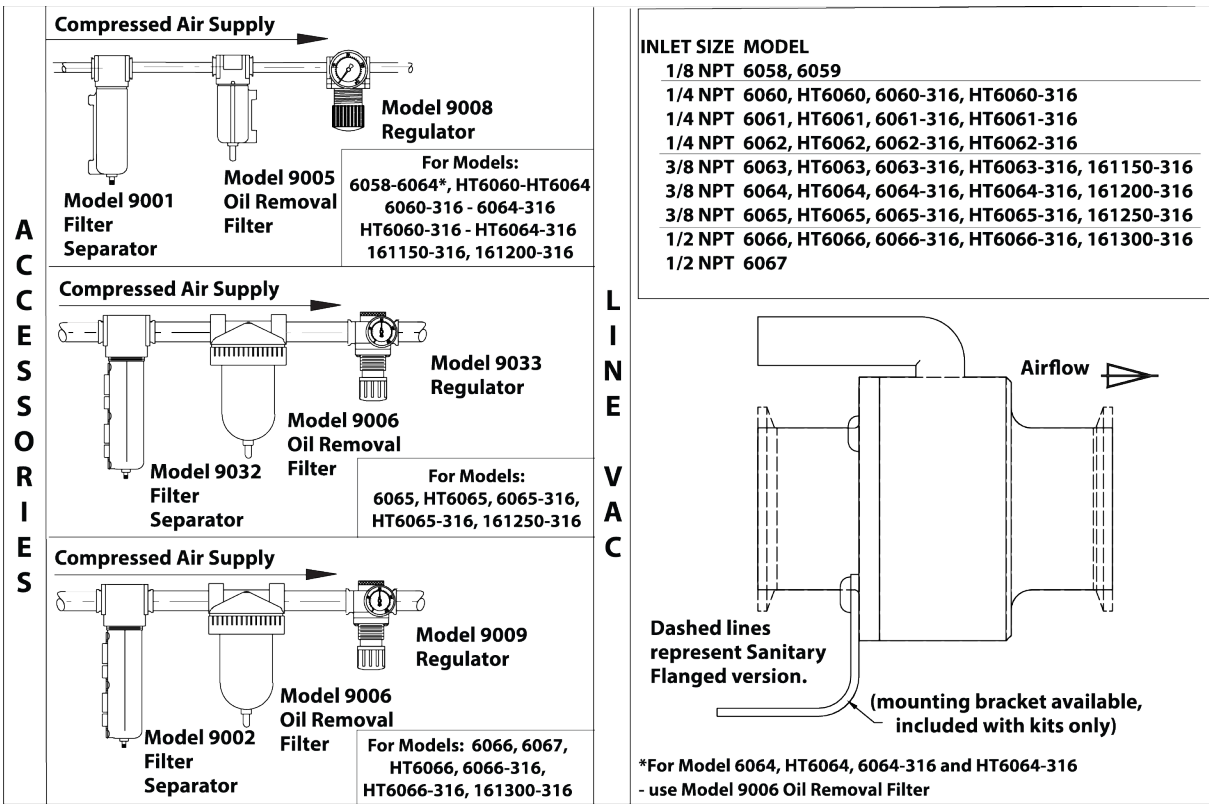 ACCESSORIES
Compressed Air Supply
Model 9001
Filter
Separator
Model 9005
Oil Removal
Filter
Model 9008
Regulator
For Models:
6058-6064*, HT6060-HT6064
6060-316 - 6064-316
HT6060-316 - HT6064-316
161150-316, 161200-316
Compressed Air Supply
Model 9032
Filter
Separator
Model 9006
Oil Removal
Filter
Model 9033
Regulator
For Models:
6065, HT6065, 6065-316,
HT6065-316, 161250-316
Compressed Air Supply
Model 9002
Filter
Separator
Model 9006
Oil Removal
Filter
Model 9009
Regulator
For Models: 6066, 6067,
HT6066, 6066-316,
HT6066-316, 161300-316
LINE VAC
INLET SIZE MODEL
1/8 NPT 6058, 6059
1/4 NPT 6060, HT6060, 6060-316, HT6060-316
1/4 NPT 6061, HT6061, 6061-316, HT6061-316
1/4 NPT 6062, HT6062, 6062-316, HT6062-316
3/8 NPT 6063, HT6063, 6063-316, HT6063-316, 161150-316
3/8 NPT 6064, HT6064, 6064-316, HT6064-316, 161200-316
3/8 NPT 6065, HT6065, 6065-316, HT6065-316, 161250-316
1/2 NPT 6066, HT6066, 6066-316, HT6066-316, 161300-316
1/2 NPT 6067
Airflow
Dashed lines
represent Sanitary
Flanged version.
(mounting bracket available,
included with kits only)
*For Model 6064, HT6064, 6064-316 and HT6064-316
- use Model 9006 Oil Removal Filter